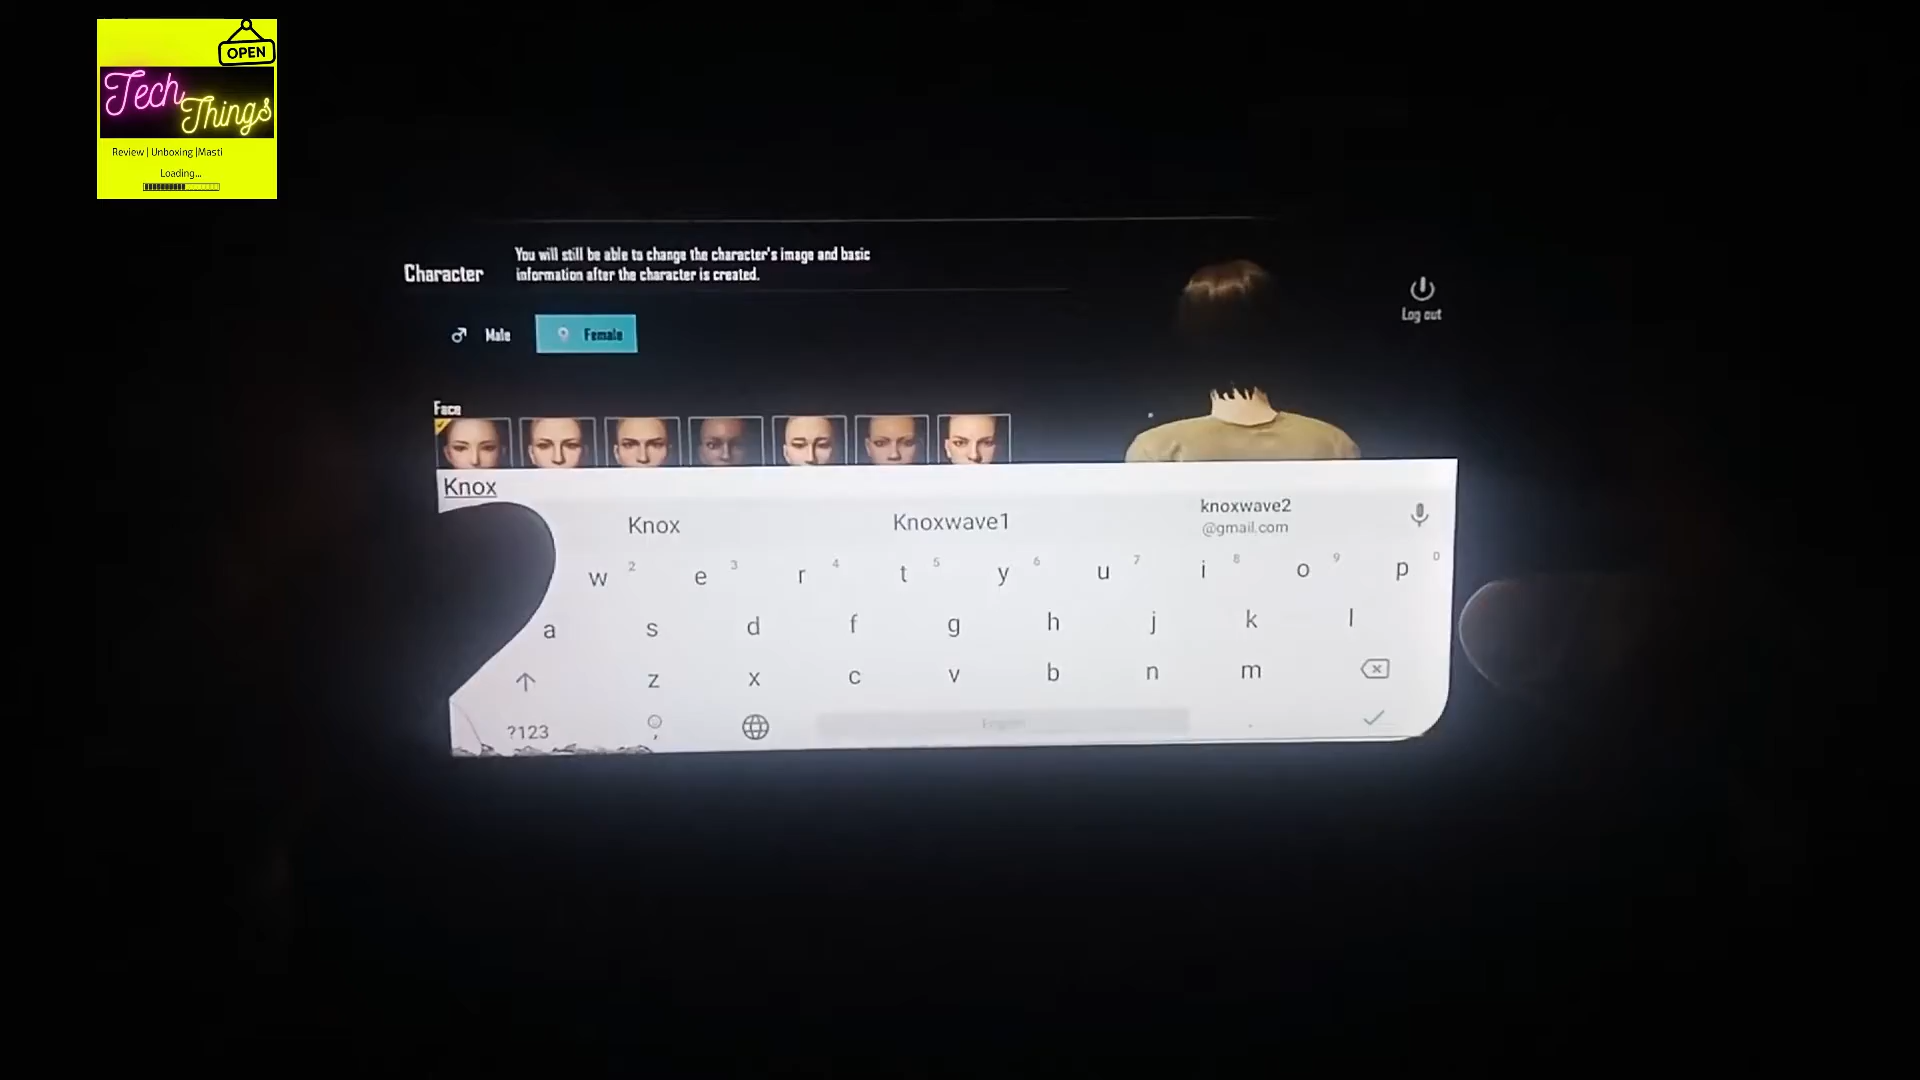 OPEN
Tech
Things
Review | Unboxing |Masti
Loading...
Character
You will still be able to change the character's image and basic
information after the character is created.
Log out
Male
Female
Face
Knox
Knox
Knoxwave1
knoxwave2
@gmail.com
w 2 e 3 r 4 t 5 y 6 u 7 i 8 o 9 p 0
a s d f g h j k l
z x c v b n m
?123 , English .